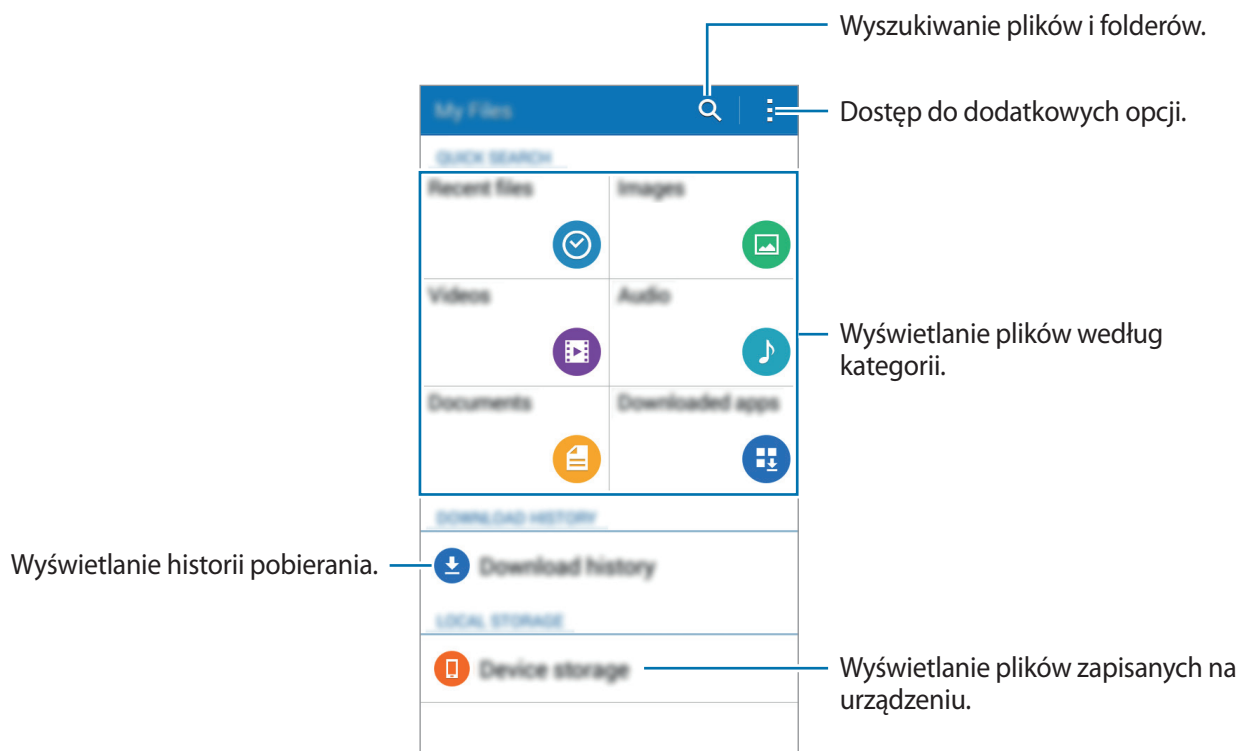 Wyszukiwanie plików i folderów.
My Files
Dostęp do dodatkowych opcji.
QUICK SEARCH
Recent files
Images
Videos
Audio
Wyświetlanie plików według
kategorii.
Documents
Downloaded apps
DOWNLOAD HISTORY
Wyświetlanie historii pobierania.
Download history
LOCAL STORAGE
Device storage
Wyświetlanie plików zapisanych na
urządzeniu.